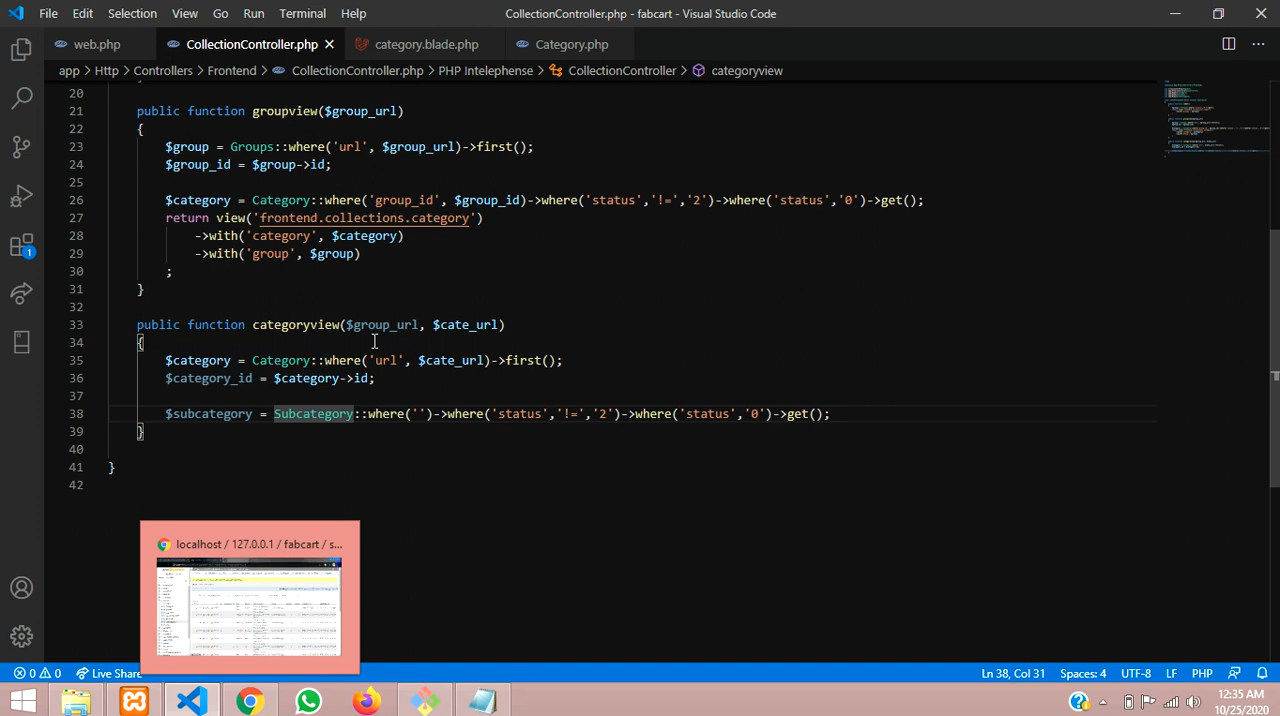 File Edit Selection View Go Run Terminal Help CollectionController.php - fabcart - Visual Studio Code
web.php CollectionController.php category.blade.php Category.php
app > Http > Controllers > Frontend > CollectionController.php > PHP Intelephense > CollectionController > categoryview
20
21 public function groupview($group_url)
22 {
23 $group = Groups::where('url', $group_url)->first();
24 $group_id = $group->id;
25
26 $category = Category::where('group_id', $group_id)->where('status','!=','2')->where('status','0')->get();
27 return view('frontend.collections.category')
28 ->with('category', $category)
29 ->with('group', $group)
30 ;
31 }
32
33 public function categoryview($group_url, $cate_url)
34 {
35 $category = Category::where('url', $cate_url)->first();
36 $category_id = $category->id;
37
38 $subcategory = Subcategory::where('')->where('status','!=','2')->where('status','0')->get();
39 }
40
41 }
42
1
localhost / 127.0.0.1 / fabcart / s...
0 0 Live Share Ln 38, Col 31 Spaces: 4 UTF-8 LF PHP
12:35 AM
10/25/2020